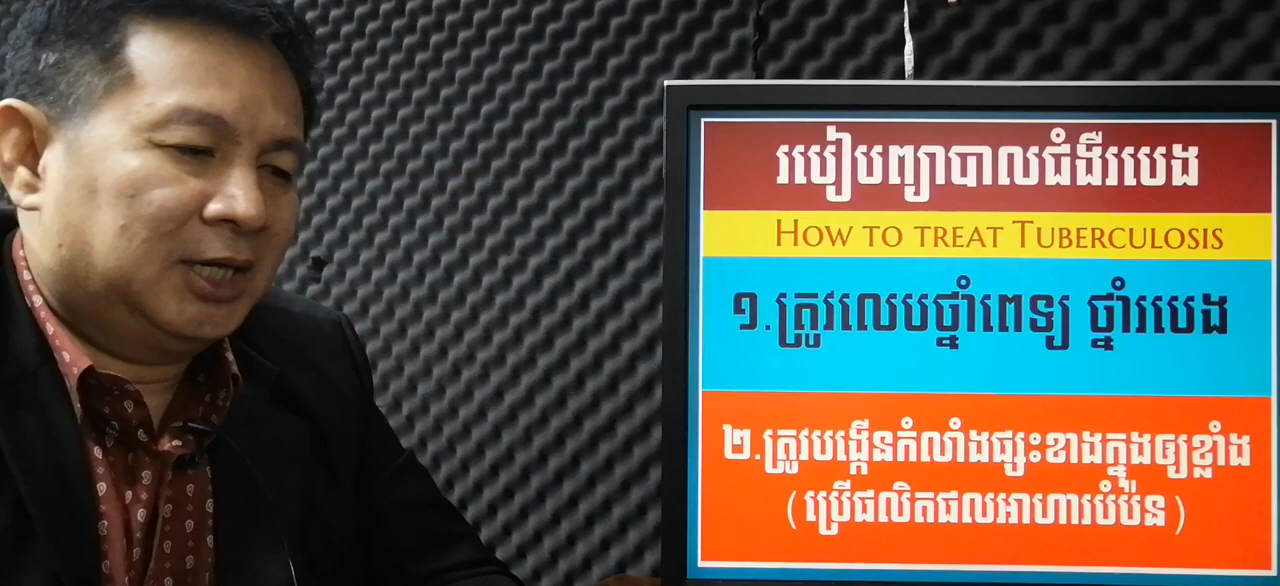 របៀបព្យាបាលជំងឺរបេង
HOW TO TREAT TUBERCULOSIS
១.ត្រូវលេបថ្នាំពេទ្យ ថ្នាំរបេង
២.ត្រូវបង្កើនកំលាំងផ្សះខាងក្នុងឲ្យខ្លាំង
(ប្រើផលិតផលអាហារបំប៉ន)